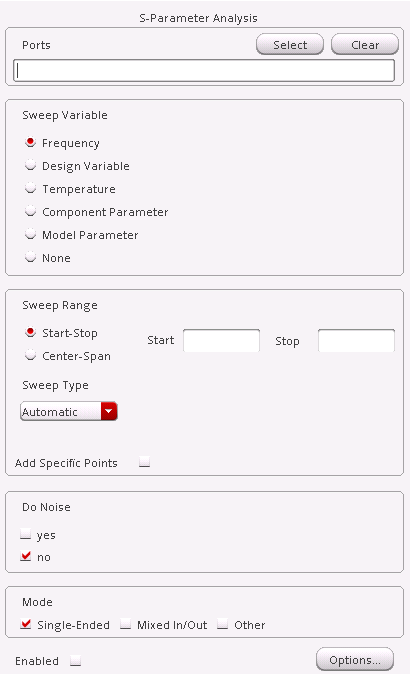 S-Parameter Analysis
Ports Select Clear
Sweep Variable
Frequency
Design Variable
Temperature
Component Parameter
Model Parameter
None
Sweep Range
Start-Stop Start Stop
Center-Span
Sweep Type
Automatic
Add Specific Points
Do Noise
yes
no
Mode
Single-Ended Mixed In/Out Other
Enabled Options...